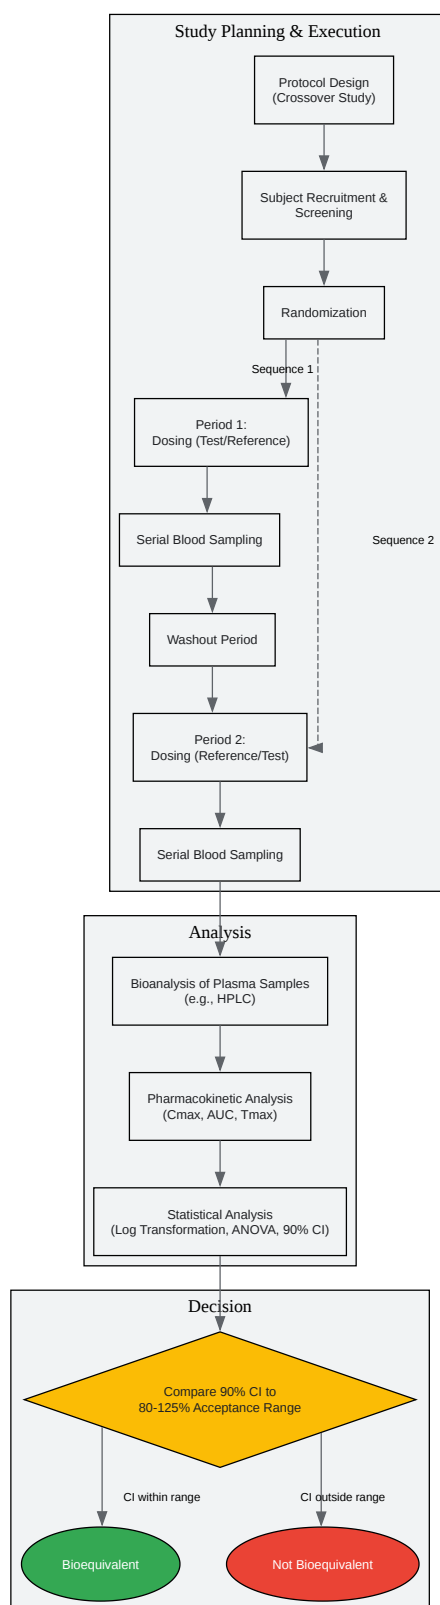 Study Planning & Execution
Protocol Design
(Crossover Study)
Subject Recruitment &
Screening
Randomization
Sequence 1
Period 1:
Dosing (Test/Reference)
Serial Blood Sampling
Sequence 2
Washout Period
Period 2:
Dosing (Reference/Test)
Serial Blood Sampling
Analysis
Bioanalysis of Plasma Samples
(e.g., HPLC)
Pharmacokinetic Analysis
(Cmax, AUC, Tmax)
Statistical Analysis
(Log Transformation, ANOVA, 90% CI)
Decision
Compare 90% CI to
80-125% Acceptance Range
CI within range
CI outside range
Bioequivalent
Not Bioequivalent